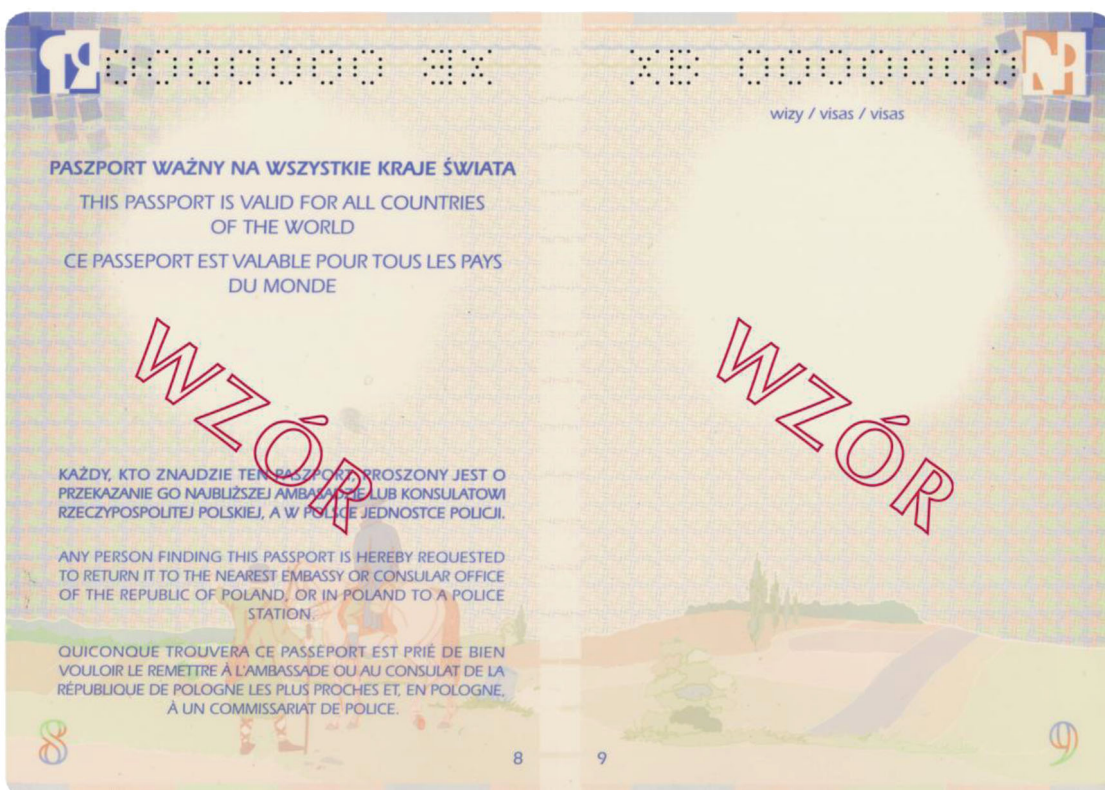 0000000 XB
PASZPORT WAŻNY NA WSZYSTKIE KRAJE ŚWIATA
THIS PASSPORT IS VALID FOR ALL COUNTRIES
OF THE WORLD
CE PASSEPORT EST VALABLE POUR TOUS LES PAYS
DU MONDE
WZÓR
KAŻDY, KTO ZNAJDZIE TEN PASZPORT, PROSZONY JEST O
PRZEKAZANIE GO NAJBLIŻSZEJ AMBASADZIE LUB KONSULATOWI
RZECZYPOSPOLITEJ POLSKIEJ, A W POLSCE JEDNOSTCE POLICJI.
ANY PERSON FINDING THIS PASSPORT IS HEREBY REQUESTED
TO RETURN IT TO THE NEAREST EMBASSY OR CONSULAR OFFICE
OF THE REPUBLIC OF POLAND, OR IN POLAND TO A POLICE
STATION.
QUICONQUE TROUVERA CE PASSEPORT EST PRIÉ DE BIEN
VOULOIR LE REMETTRE À L'AMBASSADE OU AU CONSULAT DE LA
RÉPUBLIQUE DE POLOGNE LES PLUS PROCHES ET, EN POLOGNE,
À UN COMMISSARIAT DE POLICE.
8
8
XB 0000000
wizy / visas / visas
WZÓR
9
9